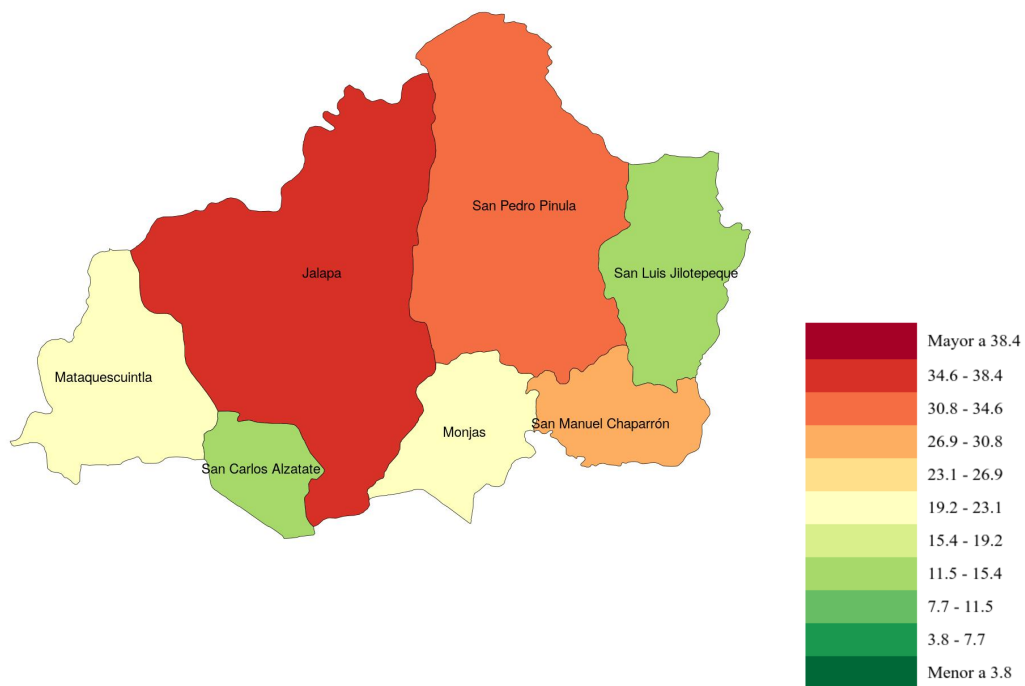 San Pedro Pinula
Jalapa
San Luis Jilotepeque
Mataquescuintla
San Manuel Chaparrón
Monjas
San Carlos Alzatate
Mayor a 38.4
34.6 - 38.4
30.8 - 34.6
26.9 - 30.8
23.1 - 26.9
19.2 - 23.1
15.4 - 19.2
11.5 - 15.4
7.7 - 11.5
3.8 - 7.7
Menor a 3.8